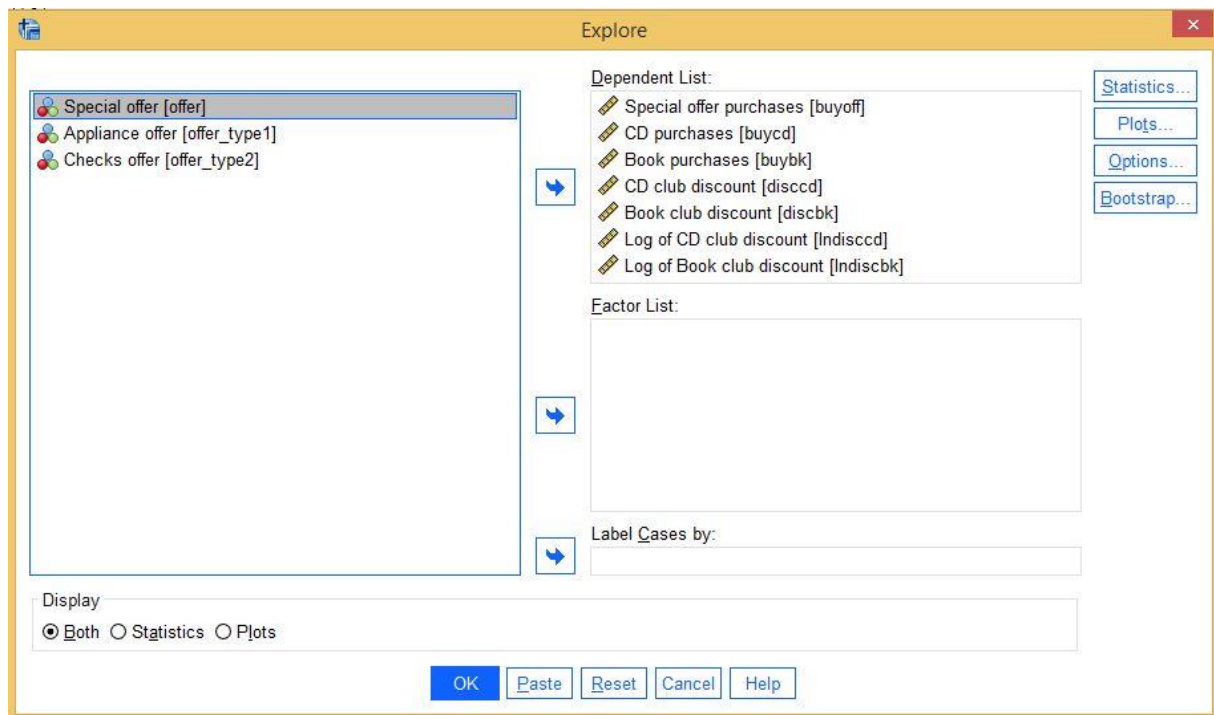 Explore
Special offer [offer]
Appliance offer [offer_type1]
Checks offer [offer_type2]
Dependent List:
Special offer purchases [buyoff]
CD purchases [buycd]
Book purchases [buybk]
CD club discount [disccd]
Book club discount [discbk]
Log of CD club discount [lndisccd]
Log of Book club discount [lndiscbk]
Factor List:
Label Cases by:
Statistics...
Plots...
Options...
Bootstrap...
Display
Both Statistics Plots
OK Paste Reset Cancel Help